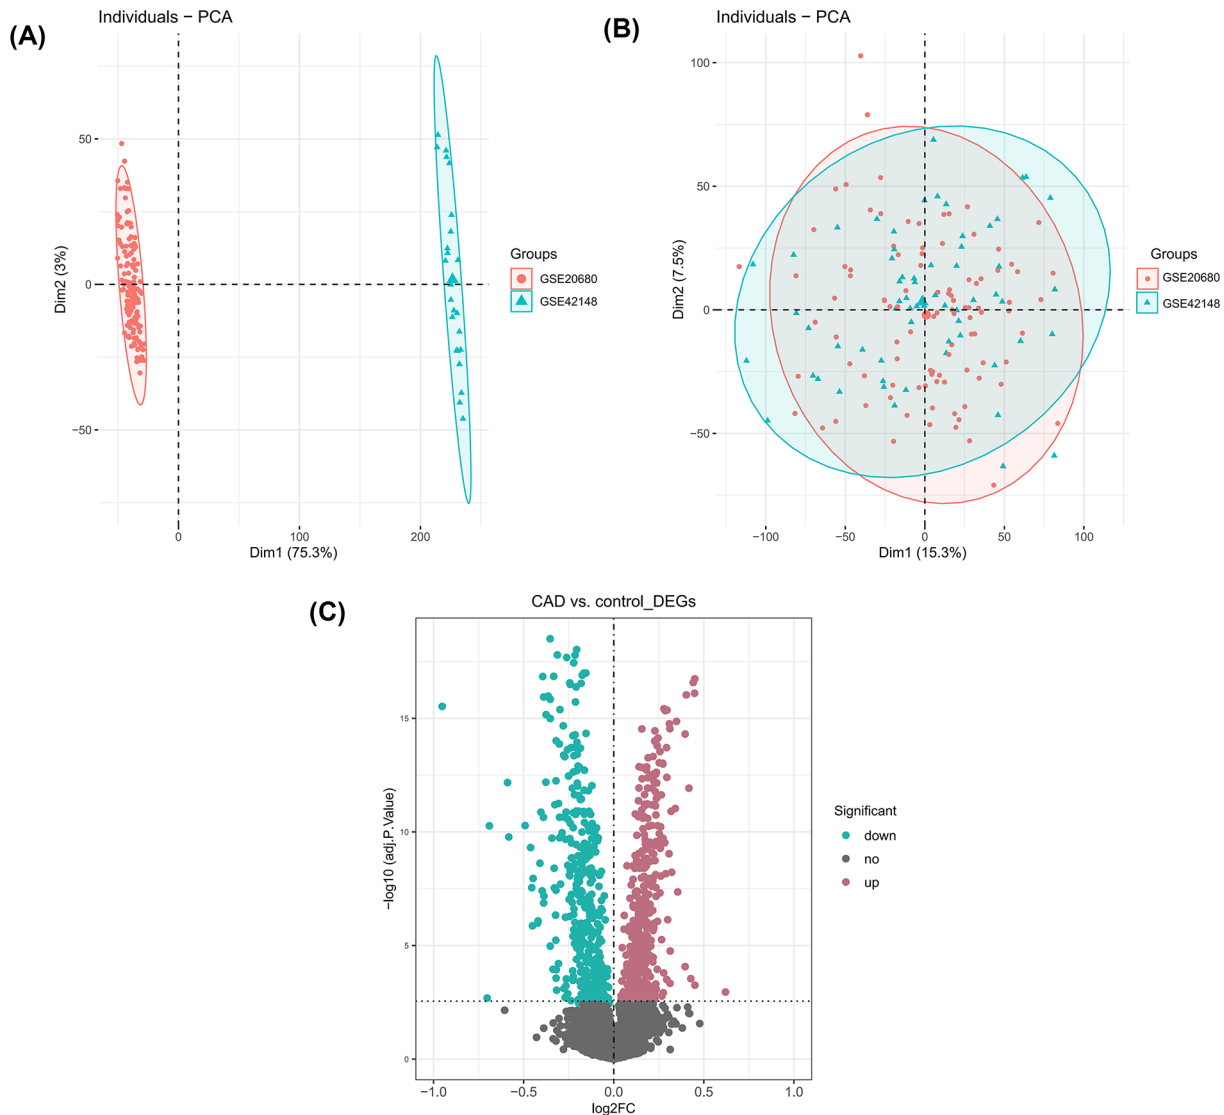 (A)
Individuals − PCA
50
0
−50
Dim2 (3%)
0
100
200
Dim1 (75.3%)
Groups
GSE20680
GSE42148
(B)
Individuals − PCA
100
50
0
−50
Dim2 (7.5%)
−100
−50
0
50
100
Dim1 (15.3%)
Groups
GSE20680
GSE42148
(C)
CAD vs. control_DEGs
15
10
5
0
−log10 (adj.P.Value)
−1.0
−0.5
0.0
0.5
1.0
log2FC
Significant
down
no
up